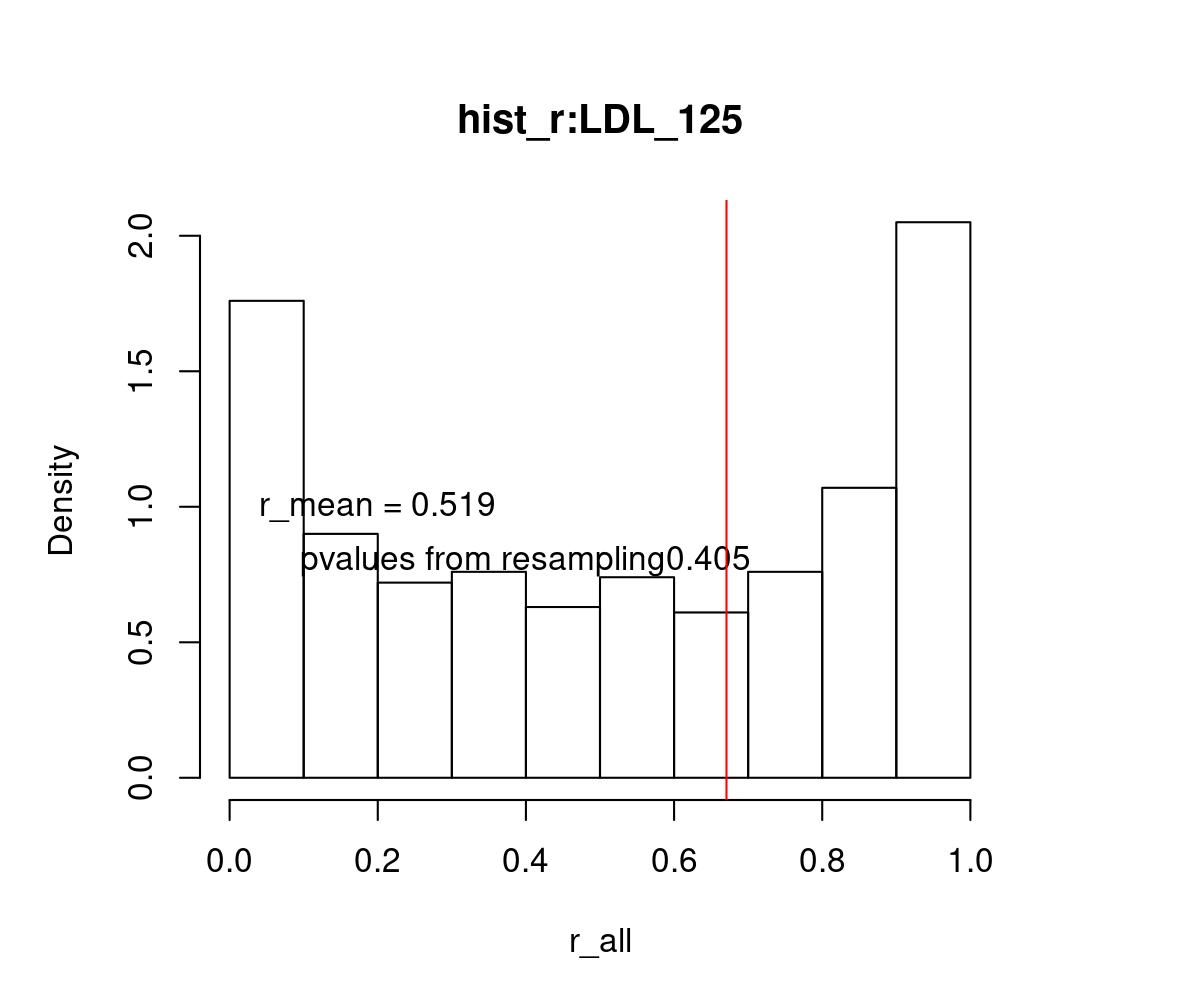 hist_r:LDL_125
Density
2.0
1.5
1.0
0.5
0.0
r_mean = 0.519
pvalues from resampling0.405
0.0 0.2 0.4 0.6 0.8 1.0
r_all